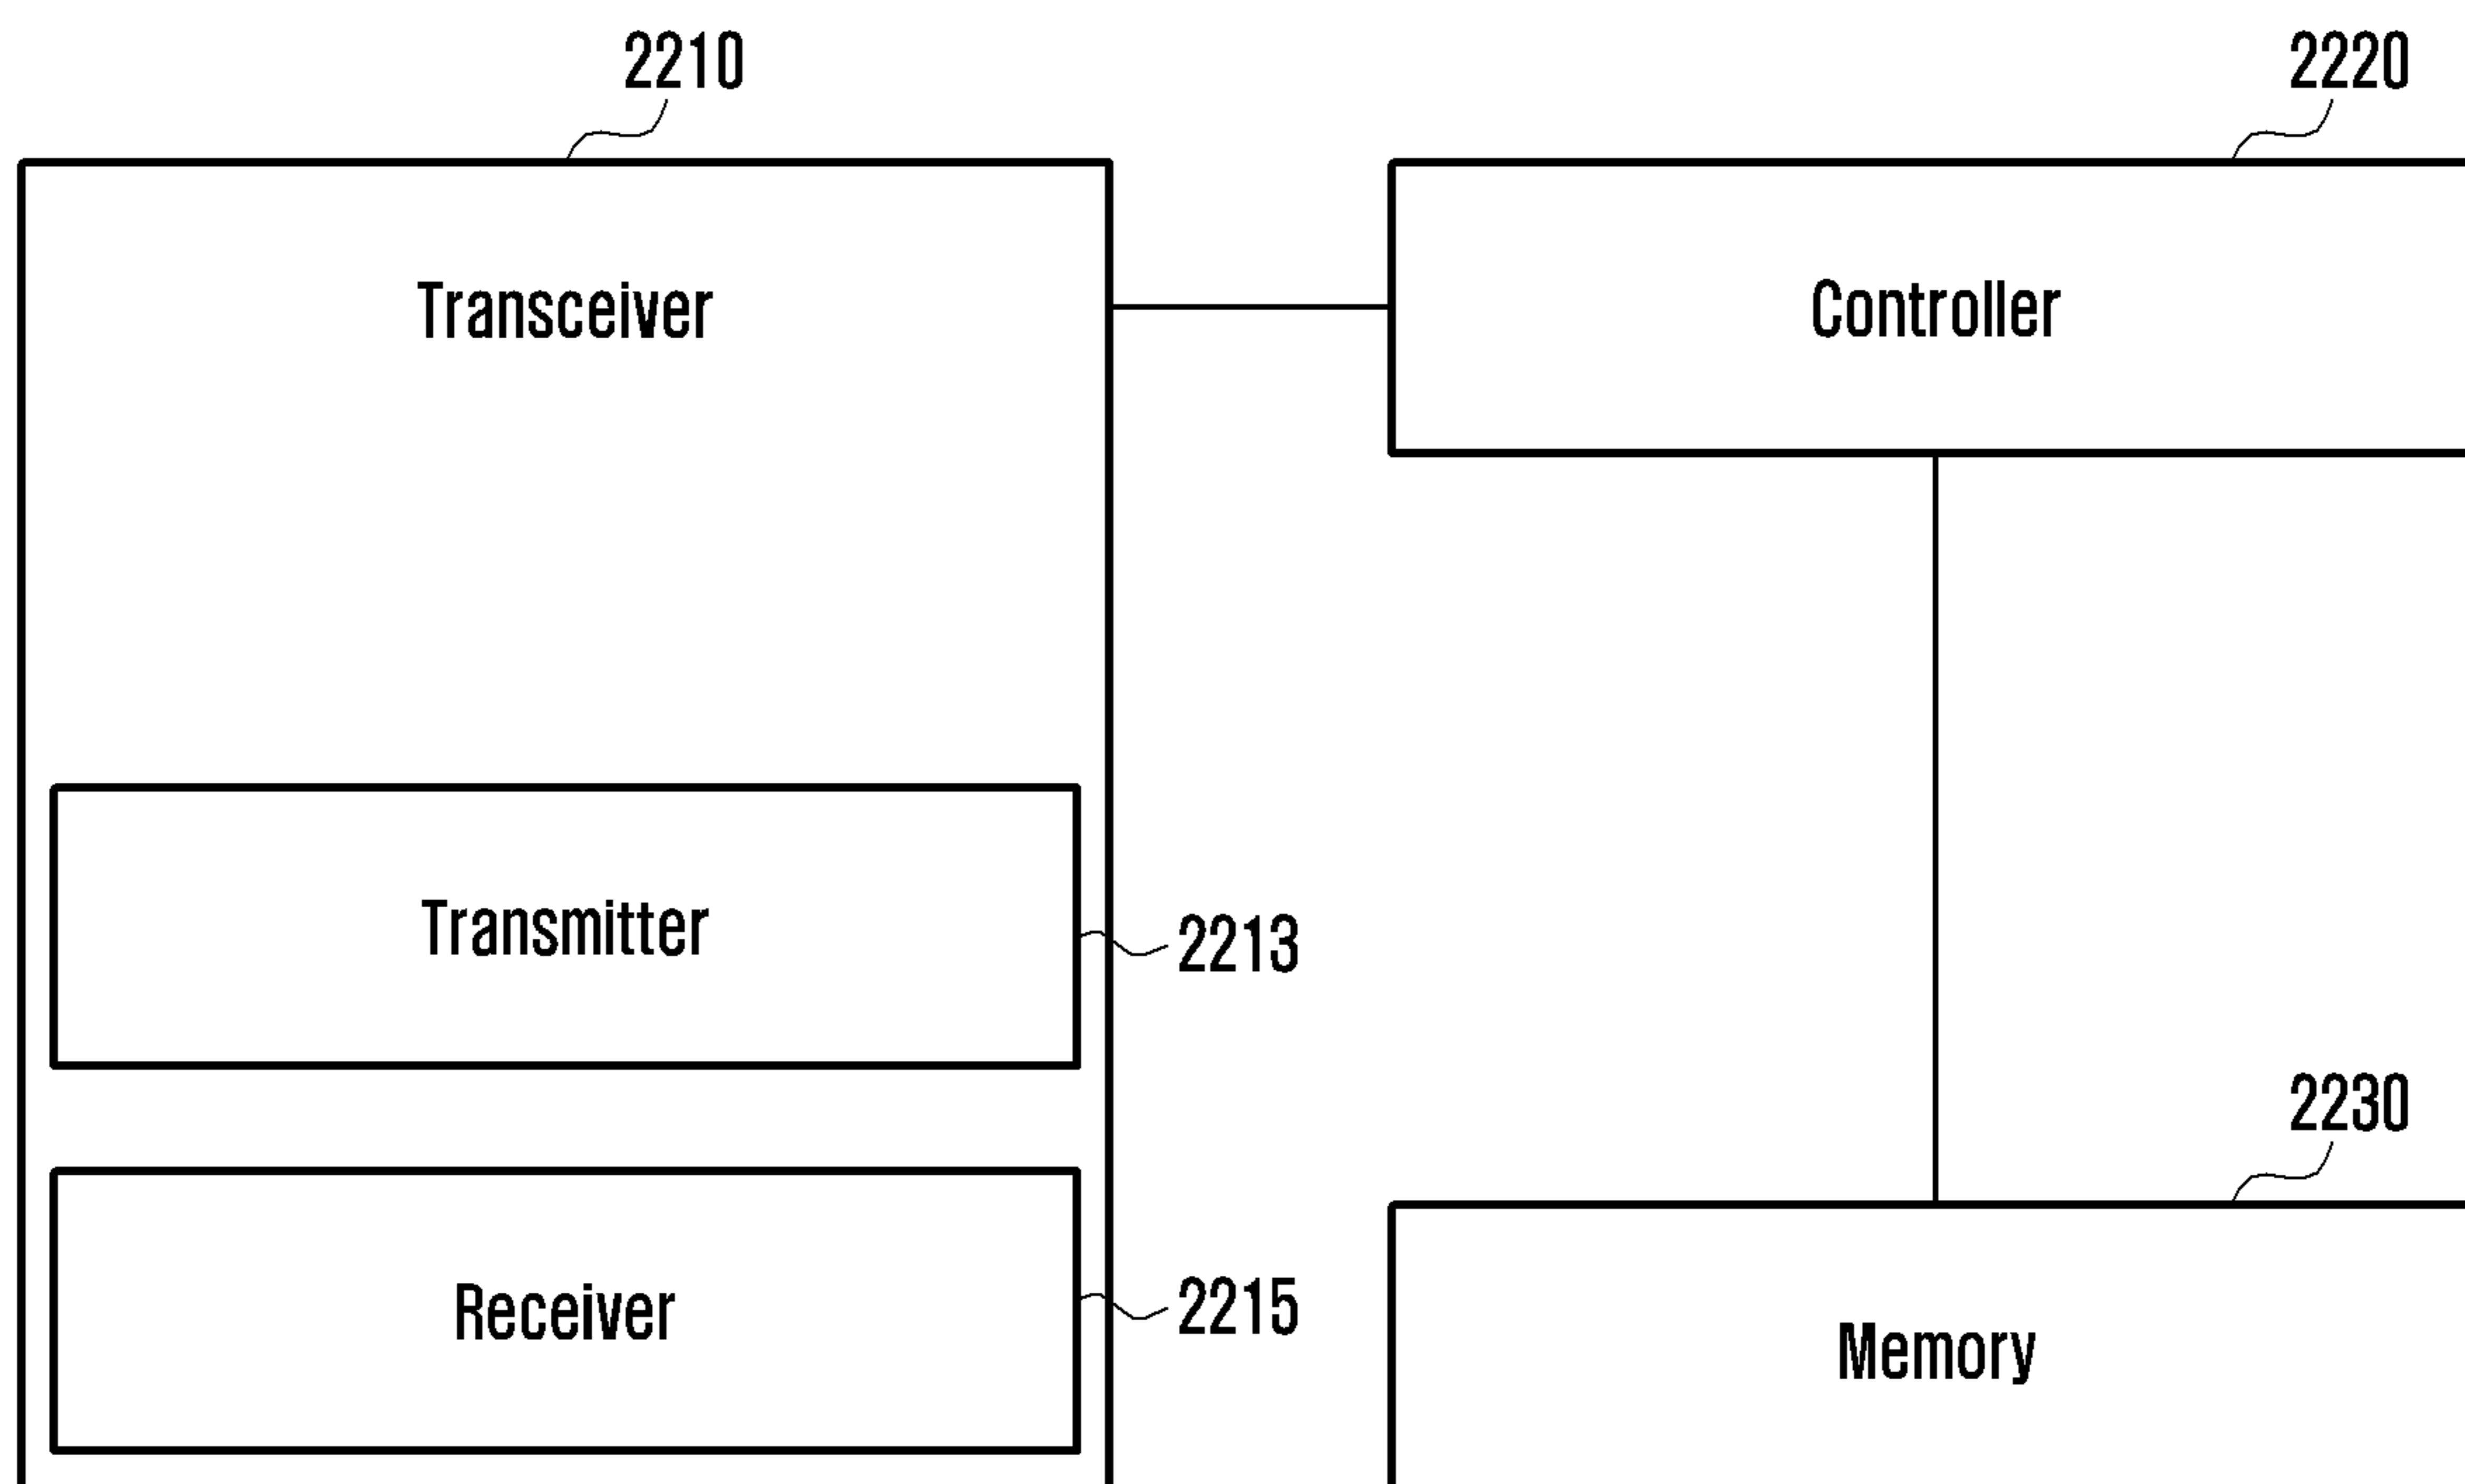 2210
2220
Transceiver
Controller
Transmitter
2213
2230
Receiver
2215
Memory